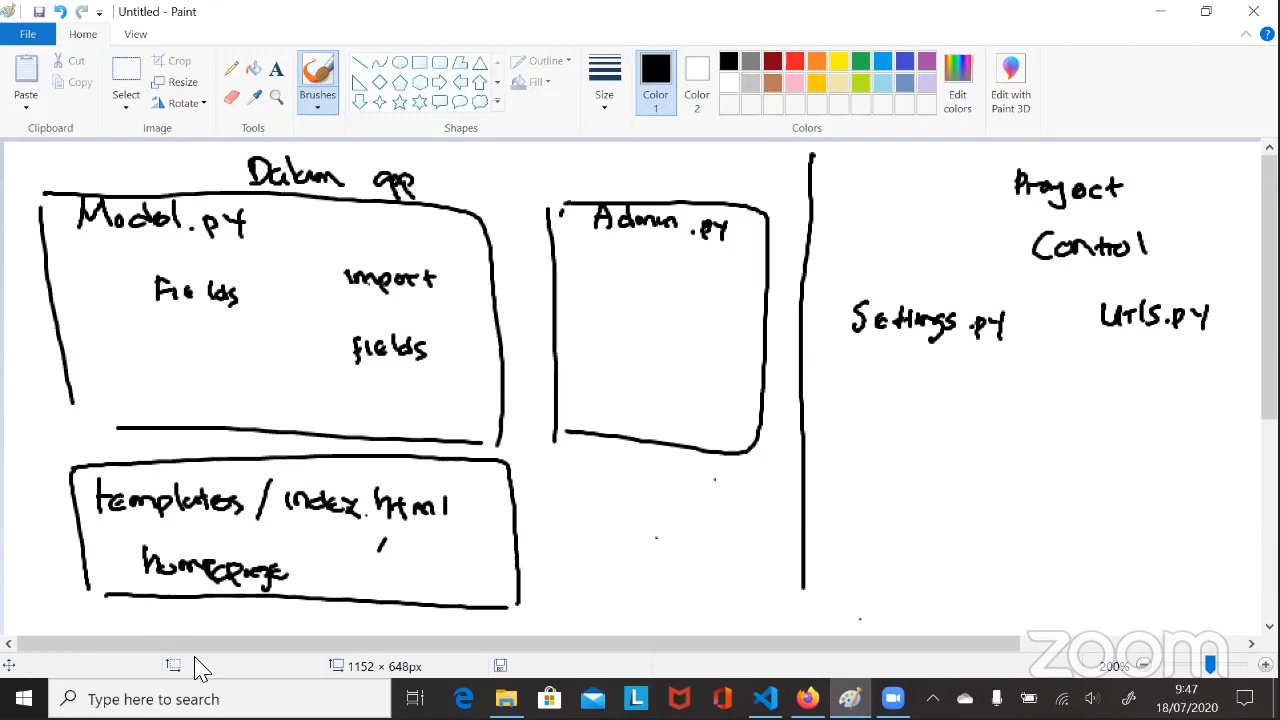 Untitled - Paint
File
Home
View
Paste
Cut
Copy
Clipboard
Select
Crop
Resize
Rotate
Image
Tools
Brushes
Shapes
Outline
Fill
Size
Color
1
Color
2
Colors
Edit
colors
Edit with
Paint 3D
app
Model.py
Fields
import
fields
Admin.py
templates / index.html
homepage
Project
Control
Settings.py
Urls.py
1152 × 648px
200%
zoom
Type here to search
9:47
18/07/2020